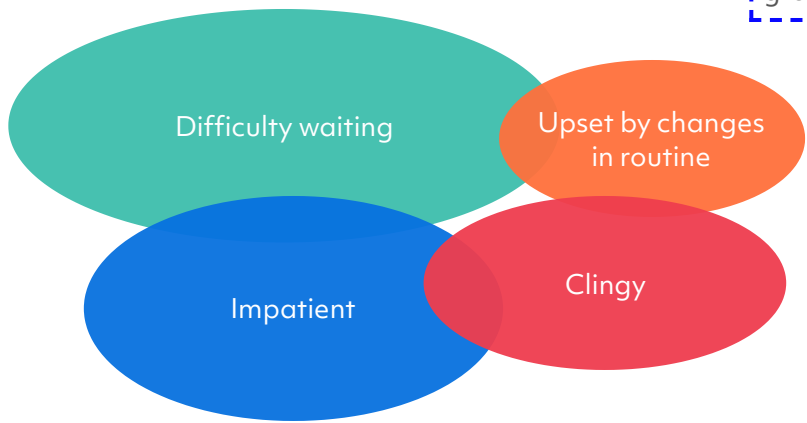 Difficulty waiting
Upset by changes
in routine
Impatient
Clingy